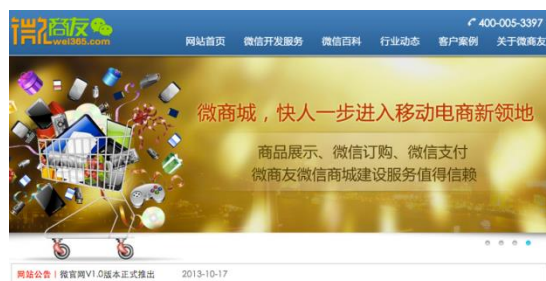 微商友
wei365.com
400-005-3397
网站首页 微信开发服务 微信百科 行业动态 客户案例 关于微商友
微商城，快人一步进入移动电商新领地
商品展示、微信订购、微信支付
微商友微信商城建设服务值得信赖
网站公告 | 微官网V1.0版本正式推出 2013-10-17